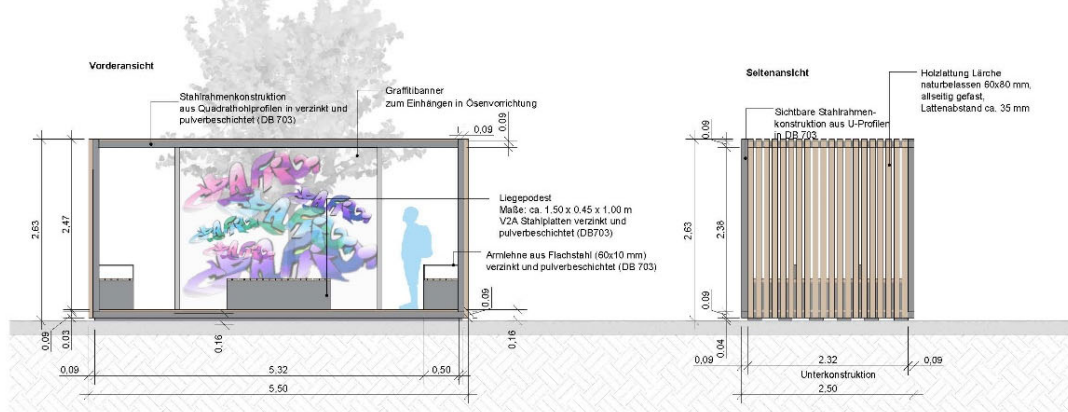 Vorderansicht
Stahlrahmenkonstruktion
aus Quadrathohlprofilen in verzinkt und
pulverbeschichtet (DB 703)
Graffitibanner
zum Einhängen in Ösenvorrichtung
0,09
0,09
2,63
2,47
Liegepodest
Maße: ca. 1.50 x 0.45 x 1,00 m
V2A Stahlplatten verzinkt und
pulverbeschichtet (DB703)
Armlehne aus Flachstahl (60x10 mm)
verzinkt und pulverbeschichtet (DB 703)
0,09
0,09
0,03
0,16
0,16
0,09
5,32
0,50
5,50
Seitenansicht
Holzlattung Lärche
naturbelassen 60x80 mm,
allseitig gefast,
Lattenabstand ca. 35 mm
Sichtbare Stahlrahmen-
konstruktion aus U-Profilen
in DB 703
0,09
2,63
2,38
0,09
0.04
0,09
2.32
0,09
Unterkonstruktion
2,50